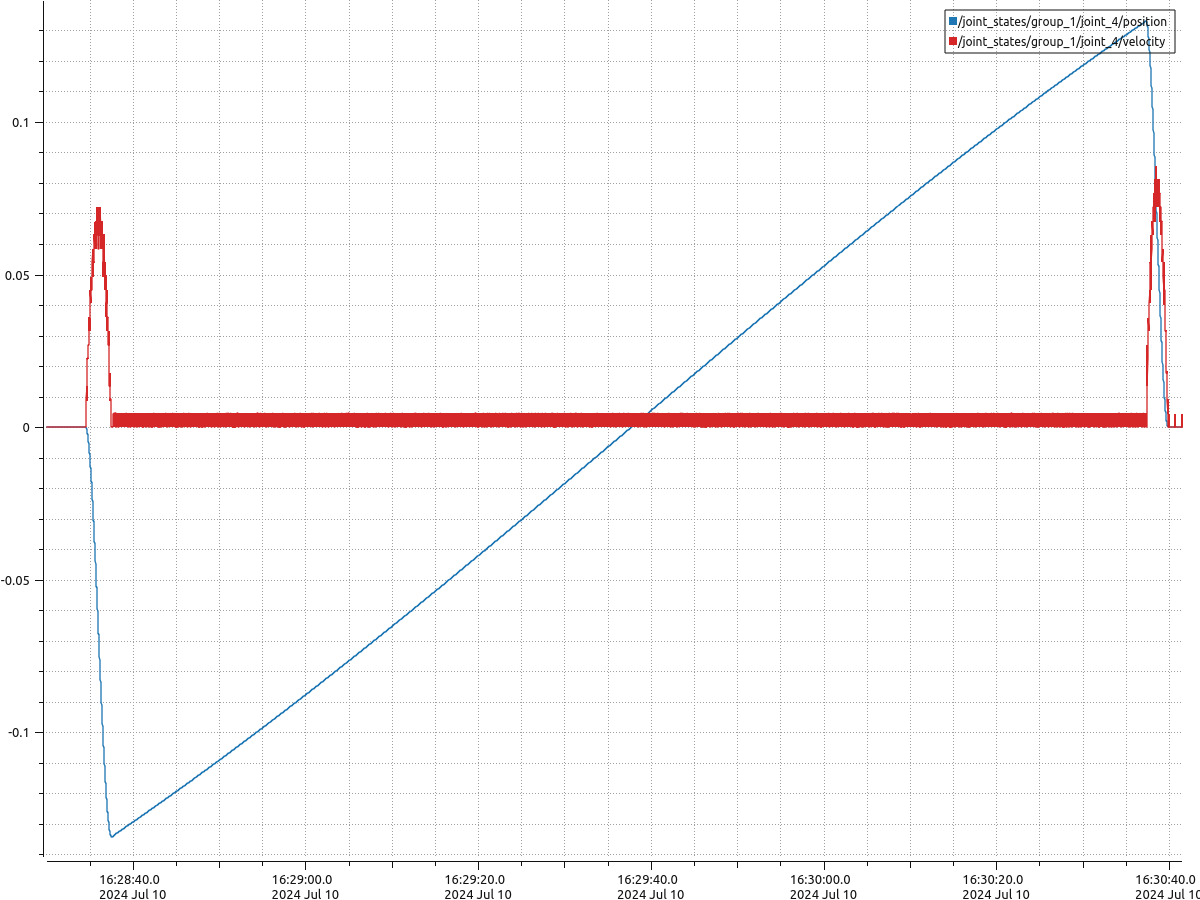 /joint_states/group_1/joint_4/position
/joint_states/group_1/joint_4/velocity
0.1
0.05
0
-0.05
-0.1
16:28:40.0 16:29:00.0 16:29:20.0 16:29:40.0 16:30:00.0 16:30:20.0 16:30:40.0
2024 Jul 10 2024 Jul 10 2024 Jul 10 2024 Jul 10 2024 Jul 10 2024 Jul 10 2024 Jul 10